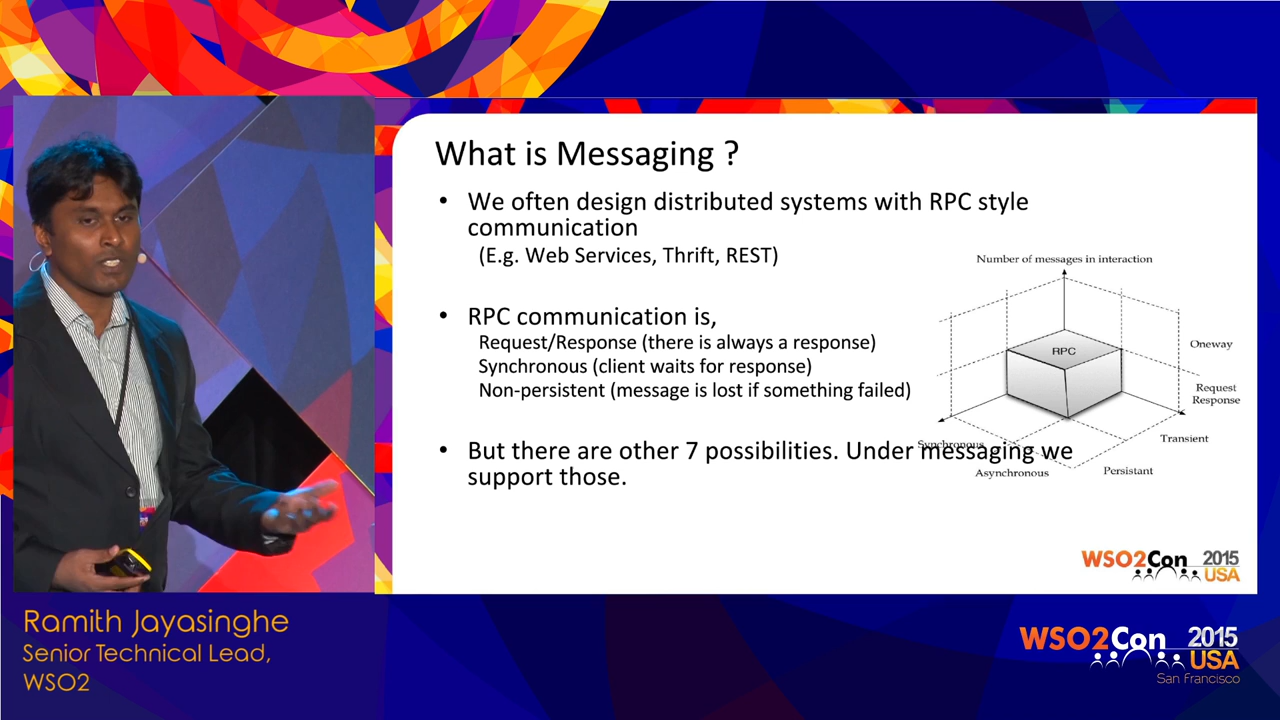 What is Messaging ?
• We often design distributed systems with RPC style
communication
(E.g. Web Services, Thrift, REST)
• RPC communication is,
Request/Response (there is always a response)
Synchronous (client waits for response)
Non-persistent (message is lost if something failed)
• But there are other 7 possibilities. Under messaging we
support those.
Number of messages in interaction
RPC
Oneway
Request
Response
Transient
Synchronous
Asynchronous
Persistant
WSO2Con 2015
USA
Ramith Jayasinghe
Senior Technical Lead,
WSO2
WSO2Con 2015
USA
San Francisco